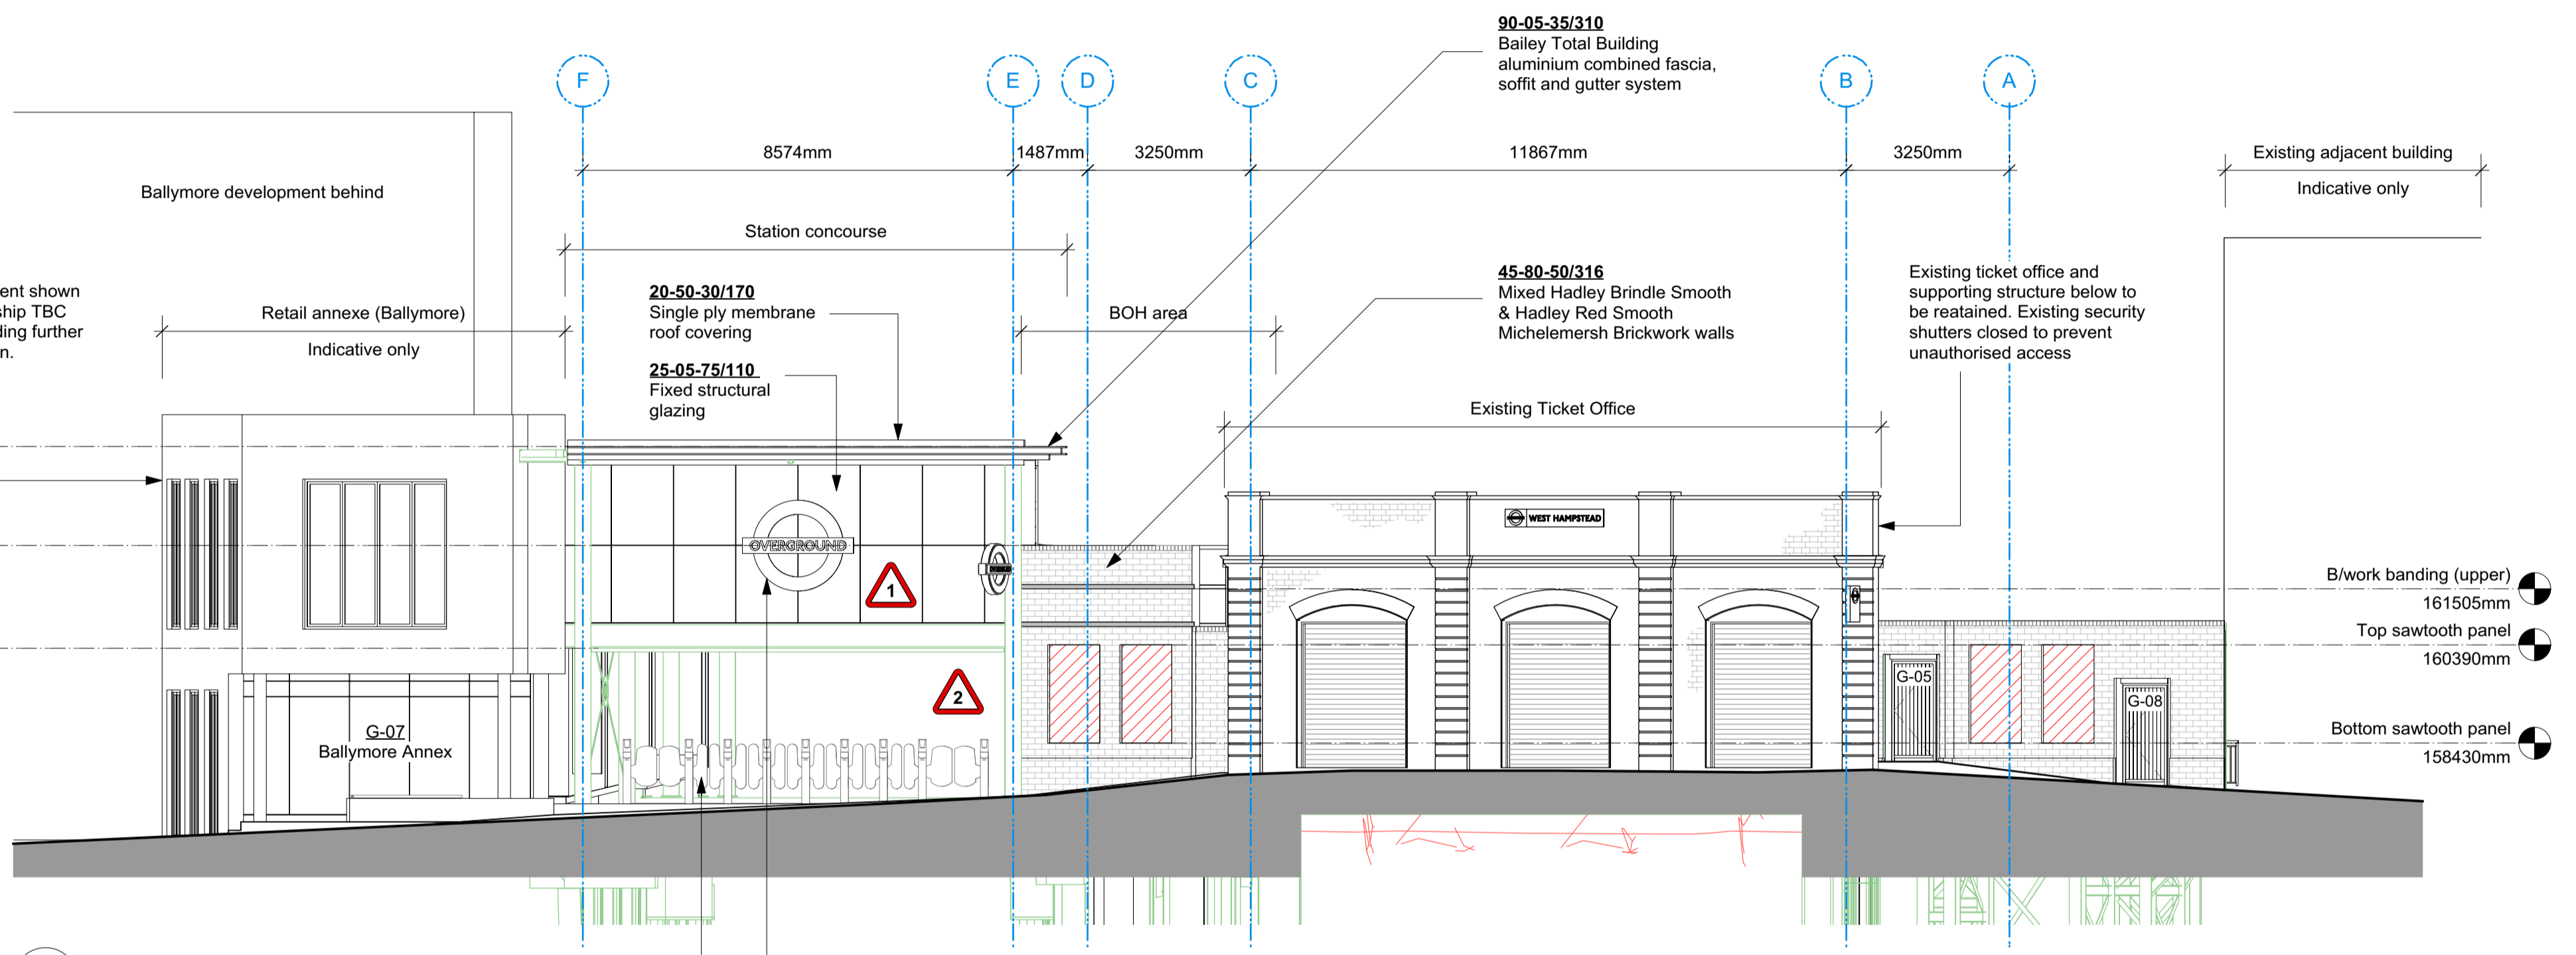 90-05-35/310
Bailey Total Building
aluminium combined fascia,
soffit and gutter system
F
E
D
C
B
A
8574mm
1487mm
3250mm
11867mm
3250mm
Existing adjacent building
Indicative only
Ballymore development behind
Station concourse
ent shown
ship TBC
ding further
n.
Retail annexe (Ballymore)
Indicative only
20-50-30/170
Single ply membrane
roof covering
25-05-75/110
Fixed structural
glazing
BOH area
45-80-50/316
Mixed Hadley Brindle Smooth
& Hadley Red Smooth
Michelemersh Brickwork walls
Existing ticket office and
supporting structure below to
be reatained. Existing security
shutters closed to prevent
unauthorised access
Existing Ticket Office
WEST HAMPSTEAD
OVERGROUND
1
2
B/work banding (upper)
161505mm
Top sawtooth panel
160390mm
Bottom sawtooth panel
158430mm
G-05
G-08
G-07
Ballymore Annex